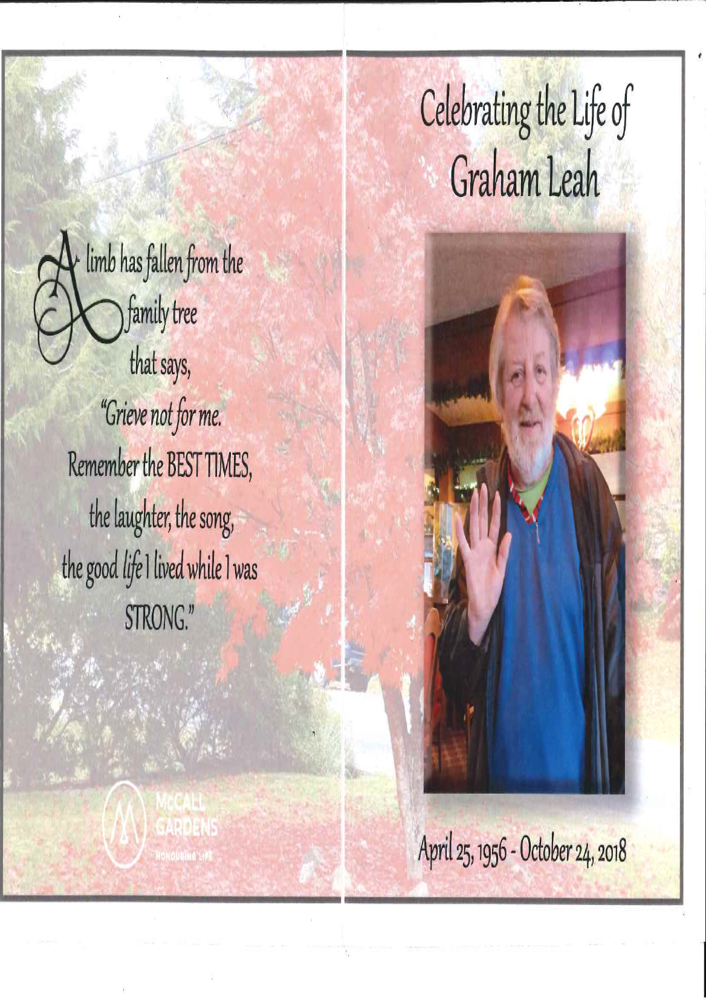 A limb has fallen from the
family tree
that says,
“Grieve not for me.
Remember the BEST TIMES,
the laughter, the song,
the good life I lived while I was
STRONG.”
McCALL
GARDENS
HONOURING LIFE
Celebrating the Life of
Graham Leah
April 25, 1956 - October 24, 2018